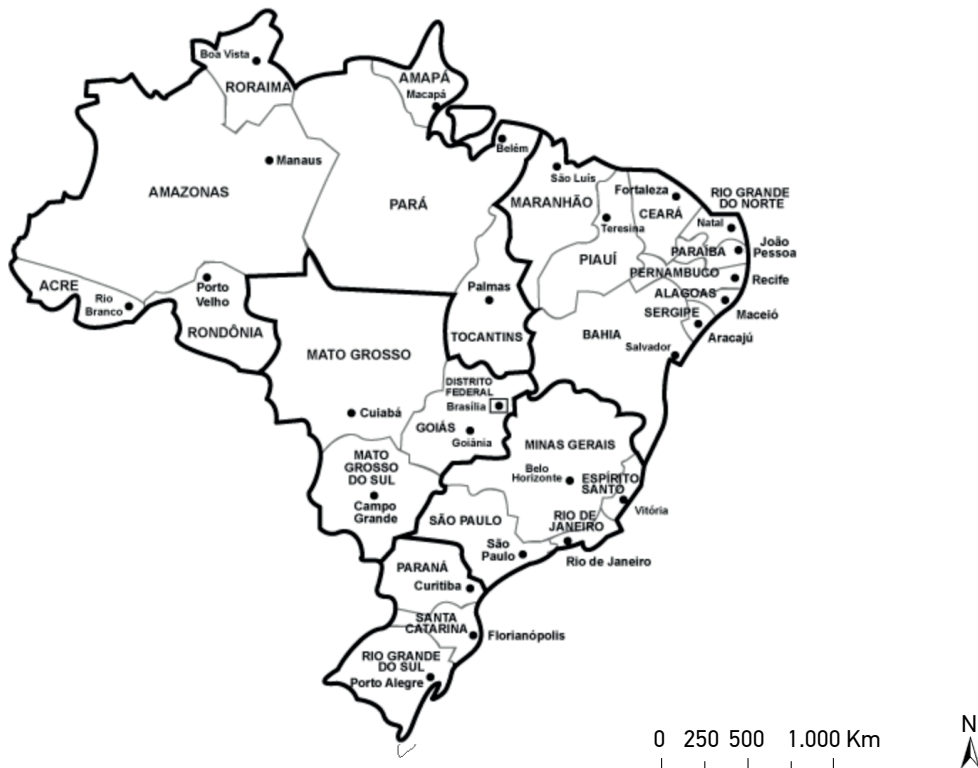 Boa Vista
RORAIMA
AMAPÁ
Macapá
Manaus
Belém
AMAZONAS
PARÁ
São Luís
MARANHÃO
Teresina
Fortaleza
CEARÁ
RIO GRANDE
DO NORTE
Natal
PIAUÍ
PARAÍBA
João
Pessoa
PERNAMBUCO
Recife
ACRE
Rio
Branco
Porto
Velho
RONDÔNIA
Palmas
TOCANTINS
ALAGOAS
Maceió
SERGIPE
Aracajú
BAHIA
Salvador
MATO GROSSO
Cuiabá
DISTRITO
FEDERAL
Brasília
GOIÁS
Goiânia
MATO
GROSSO
DO SUL
Campo
Grande
MINAS GERAIS
Belo
Horizonte
ESPÍRITO
SANTO
Vitória
SÃO PAULO
São
Paulo
RIO DE
JANEIRO
Rio de Janeiro
PARANÁ
Curitiba
SANTA
CATARINA
Florianópolis
RIO GRANDE
DO SUL
Porto Alegre
0 250 500 1.000 Km
N